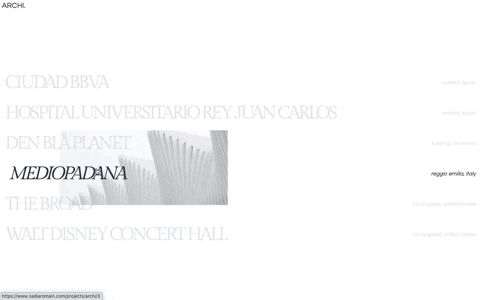 ARCHI.
CIUDAD BBVA
madrid, spain
HOSPITAL UNIVERSITARIO REY JUAN CARLOS
madrid, spain
DEN BLÅ PLANET
kastrup, denmark
MEDIOPADANA
reggio emilia, italy
THE BROAD
los angeles, united states
WALT DISNEY CONCERT HALL
los angeles, united states
https://www.sadiaromain.com/projects/archi/3